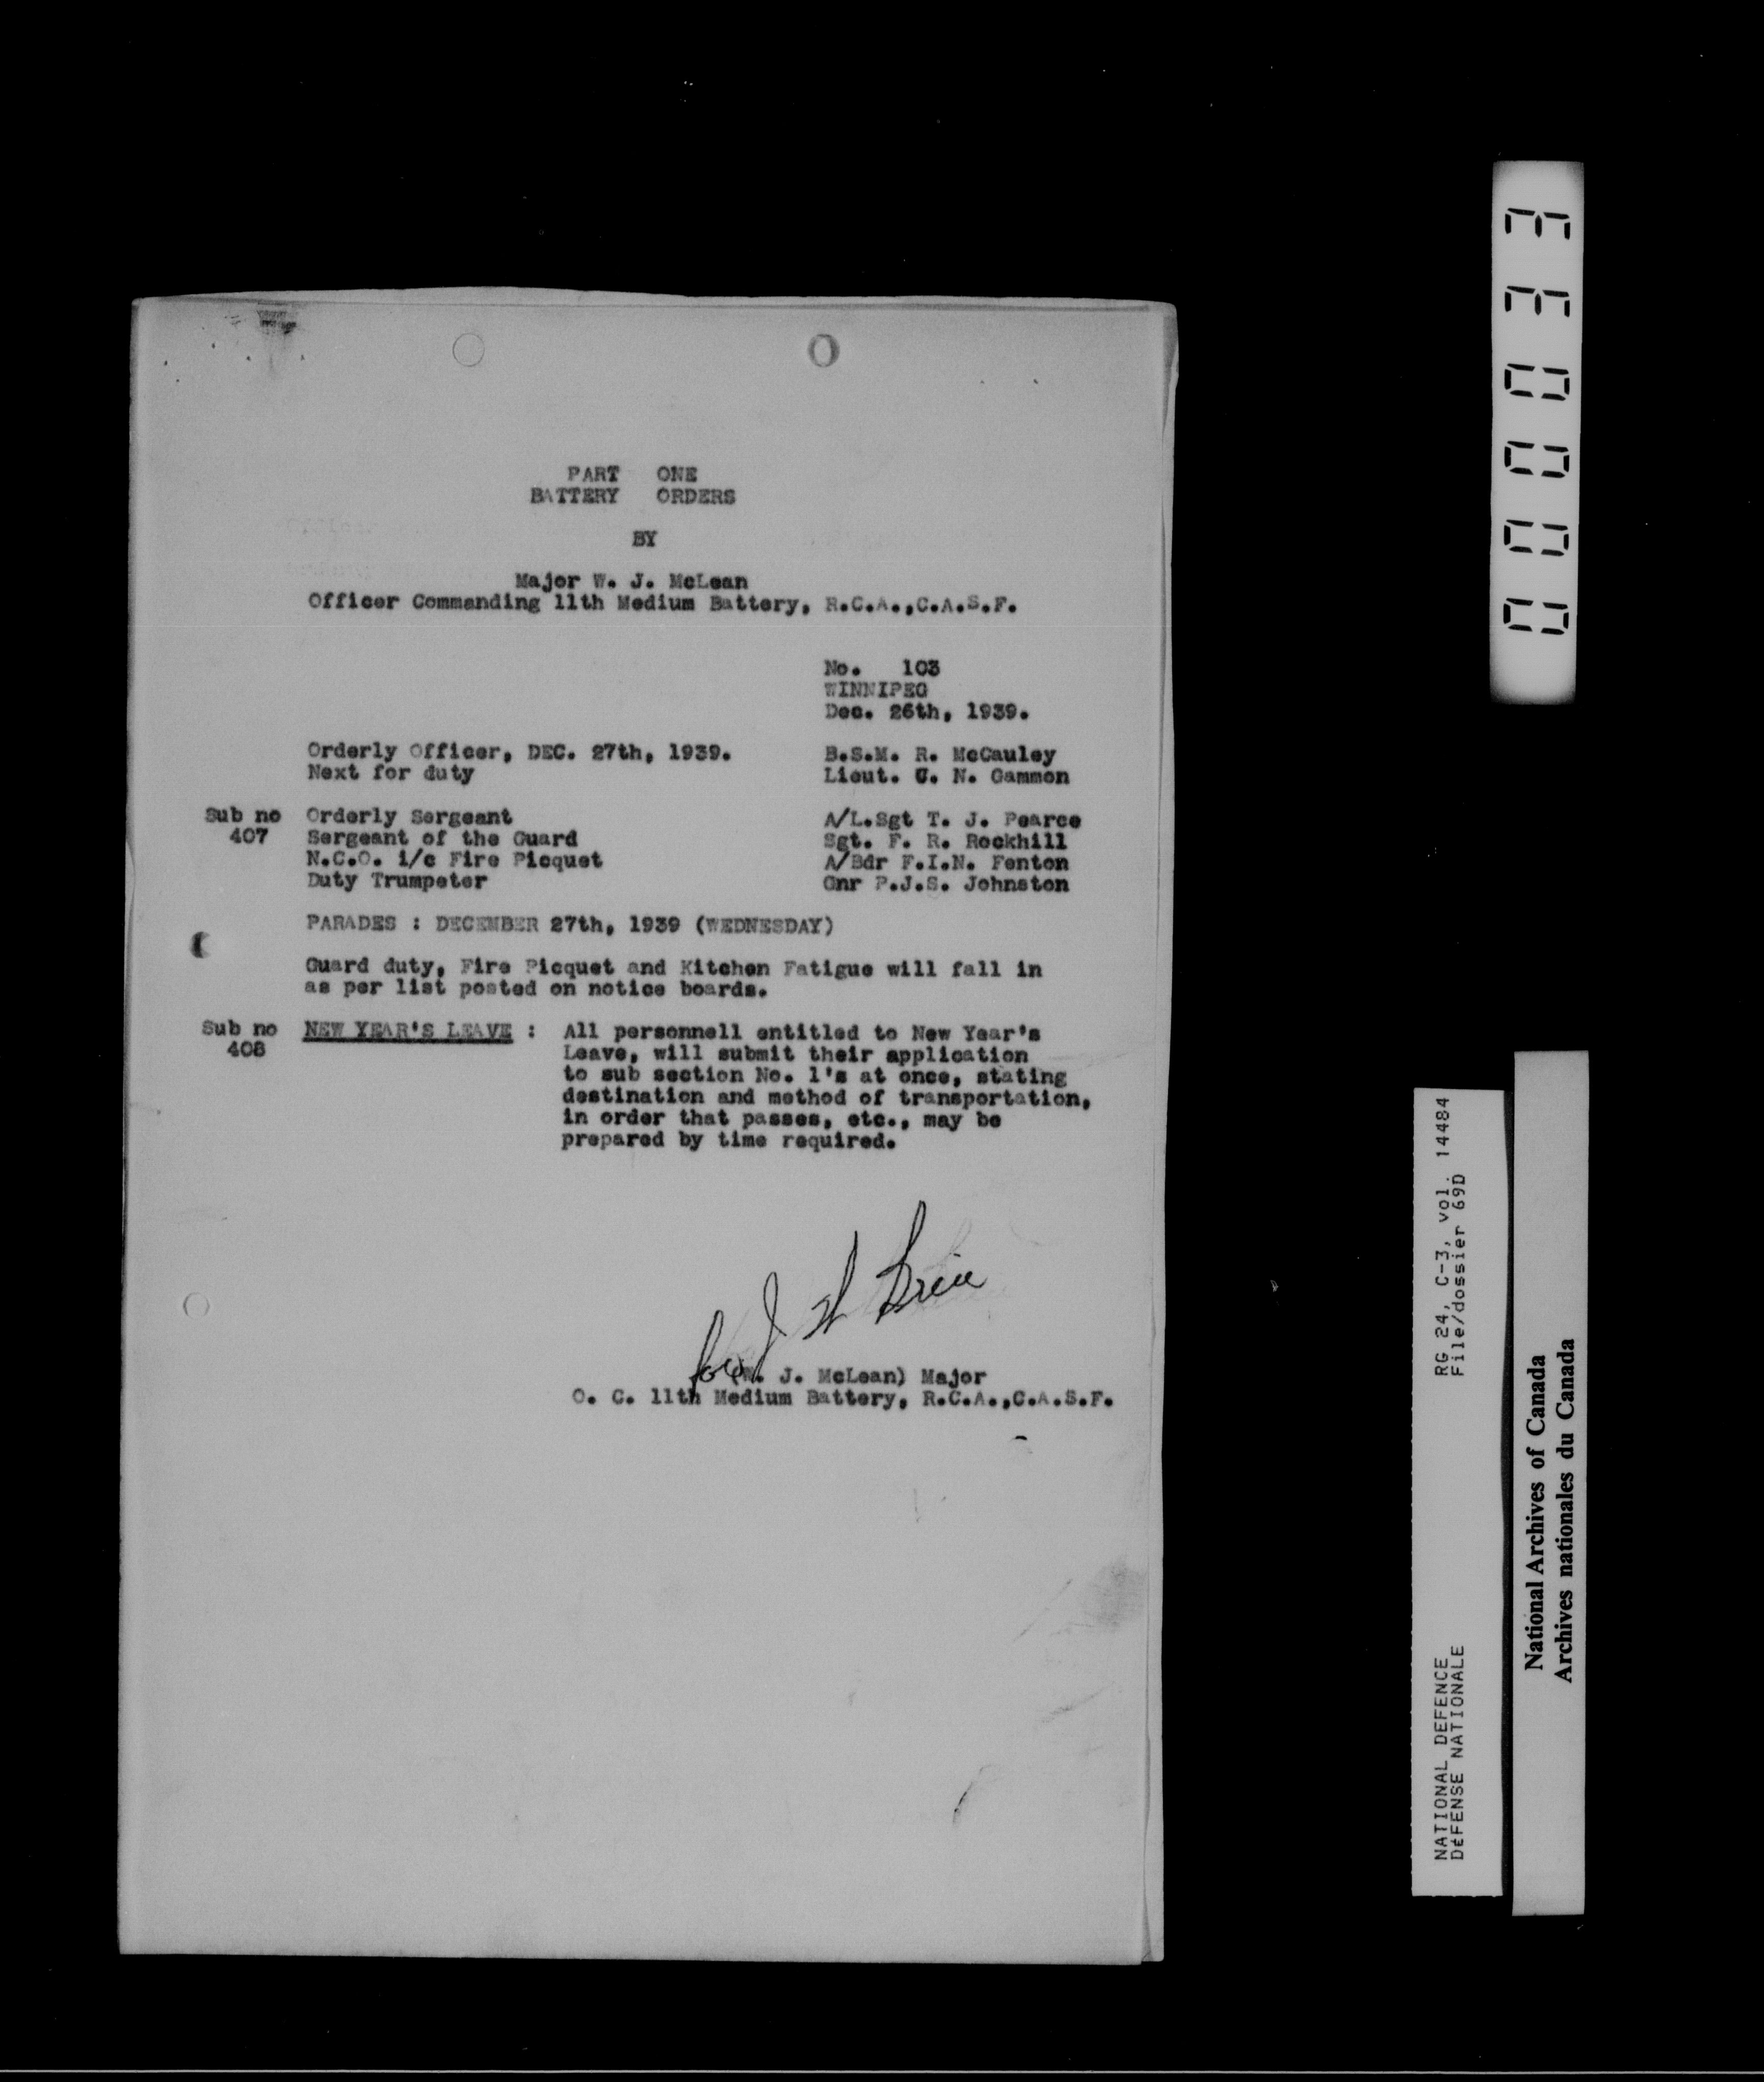 PART ONE
BATTERY ORDERS
BY
Major W. J. McLean
Officer Commanding 11th Medium Battery, R.C.A.,C.A.S.F.
No. 103
WINNIPEG
Dec. 26th, 1939.
Orderly Officer, DEC. 27th, 1939. B.S.M. R. McCauley
Next for duty Lieut. C. N. Gammon
Sub no Orderly Sergeant A/L.Sgt T. J. Pearce
407 Sergeant of the Guard Sgt. F. R. Rockhill
N.C.O. i/c Fire Picquet A/Bdr F.I.N. Fenton
Duty Trumpeter Gnr P.J.S. Johnston
PARADES : DECEMBER 27th, 1939 (WEDNESDAY)
Guard duty, Fire Picquet and Kitchen Fatigue will fall in
as per list posted on notice boards.
Sub no NEW YEAR'S LEAVE : All personnell entitled to New Year's
408 Leave, will submit their application
to sub section No. 1's at once, stating
destination and method of transportation,
in order that passes, etc., may be
prepared by time required.
for
(W. J. McLean) Major
O. C. 11th Medium Battery, R.C.A.,C.A.S.F.
000033
RG 24, C-3, vol. 14484
File/dossier 69D
NATIONAL DEFENCE
DéFENSE NATIONALE
National Archives of Canada
Archives nationales du Canada